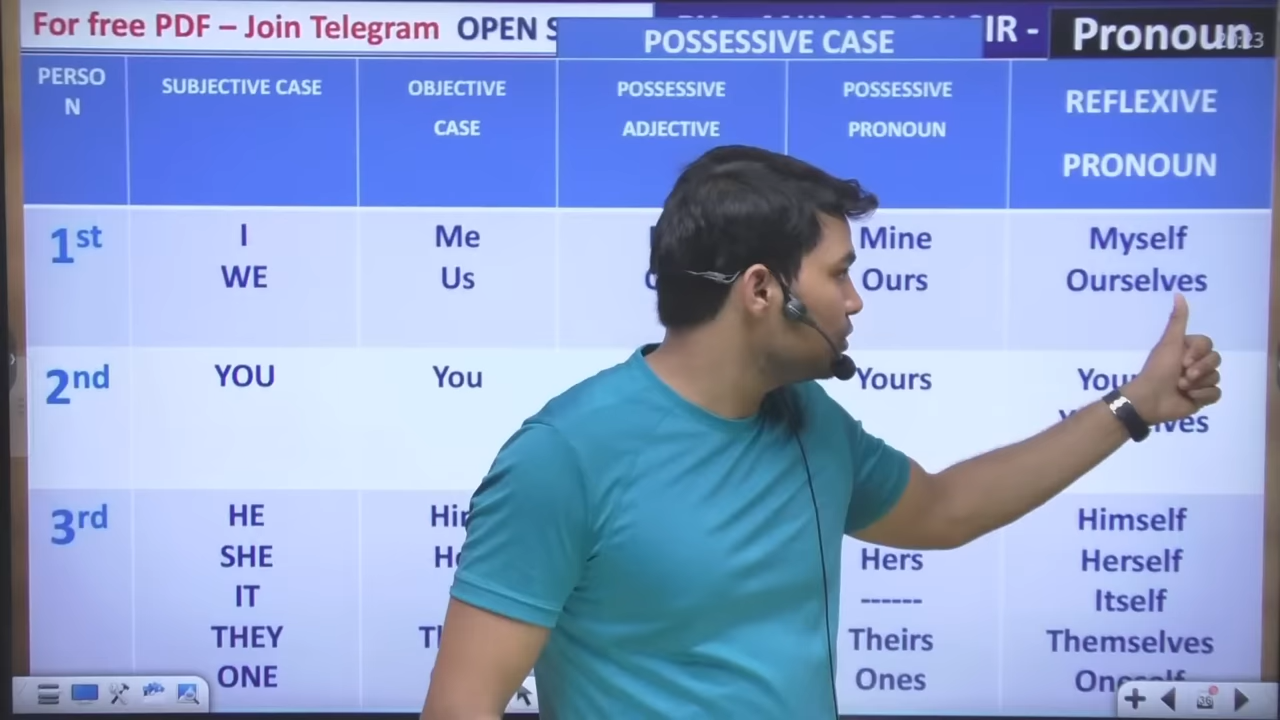 For free PDF – Join Telegram OPEN
POSSESSIVE CASE
IR - Pronoun
PERSO
N
SUBJECTIVE CASE
OBJECTIVE
CASE
POSSESSIVE
ADJECTIVE
POSSESSIVE
PRONOUN
REFLEXIVE
PRONOUN
1st
I
WE
Me
Us
Mine
Ours
Myself
Ourselves
2nd
YOU
You
Yours
3rd
HE
SHE
IT
THEY
ONE
Hers
------
Theirs
Ones
Himself
Herself
Itself
Themselves